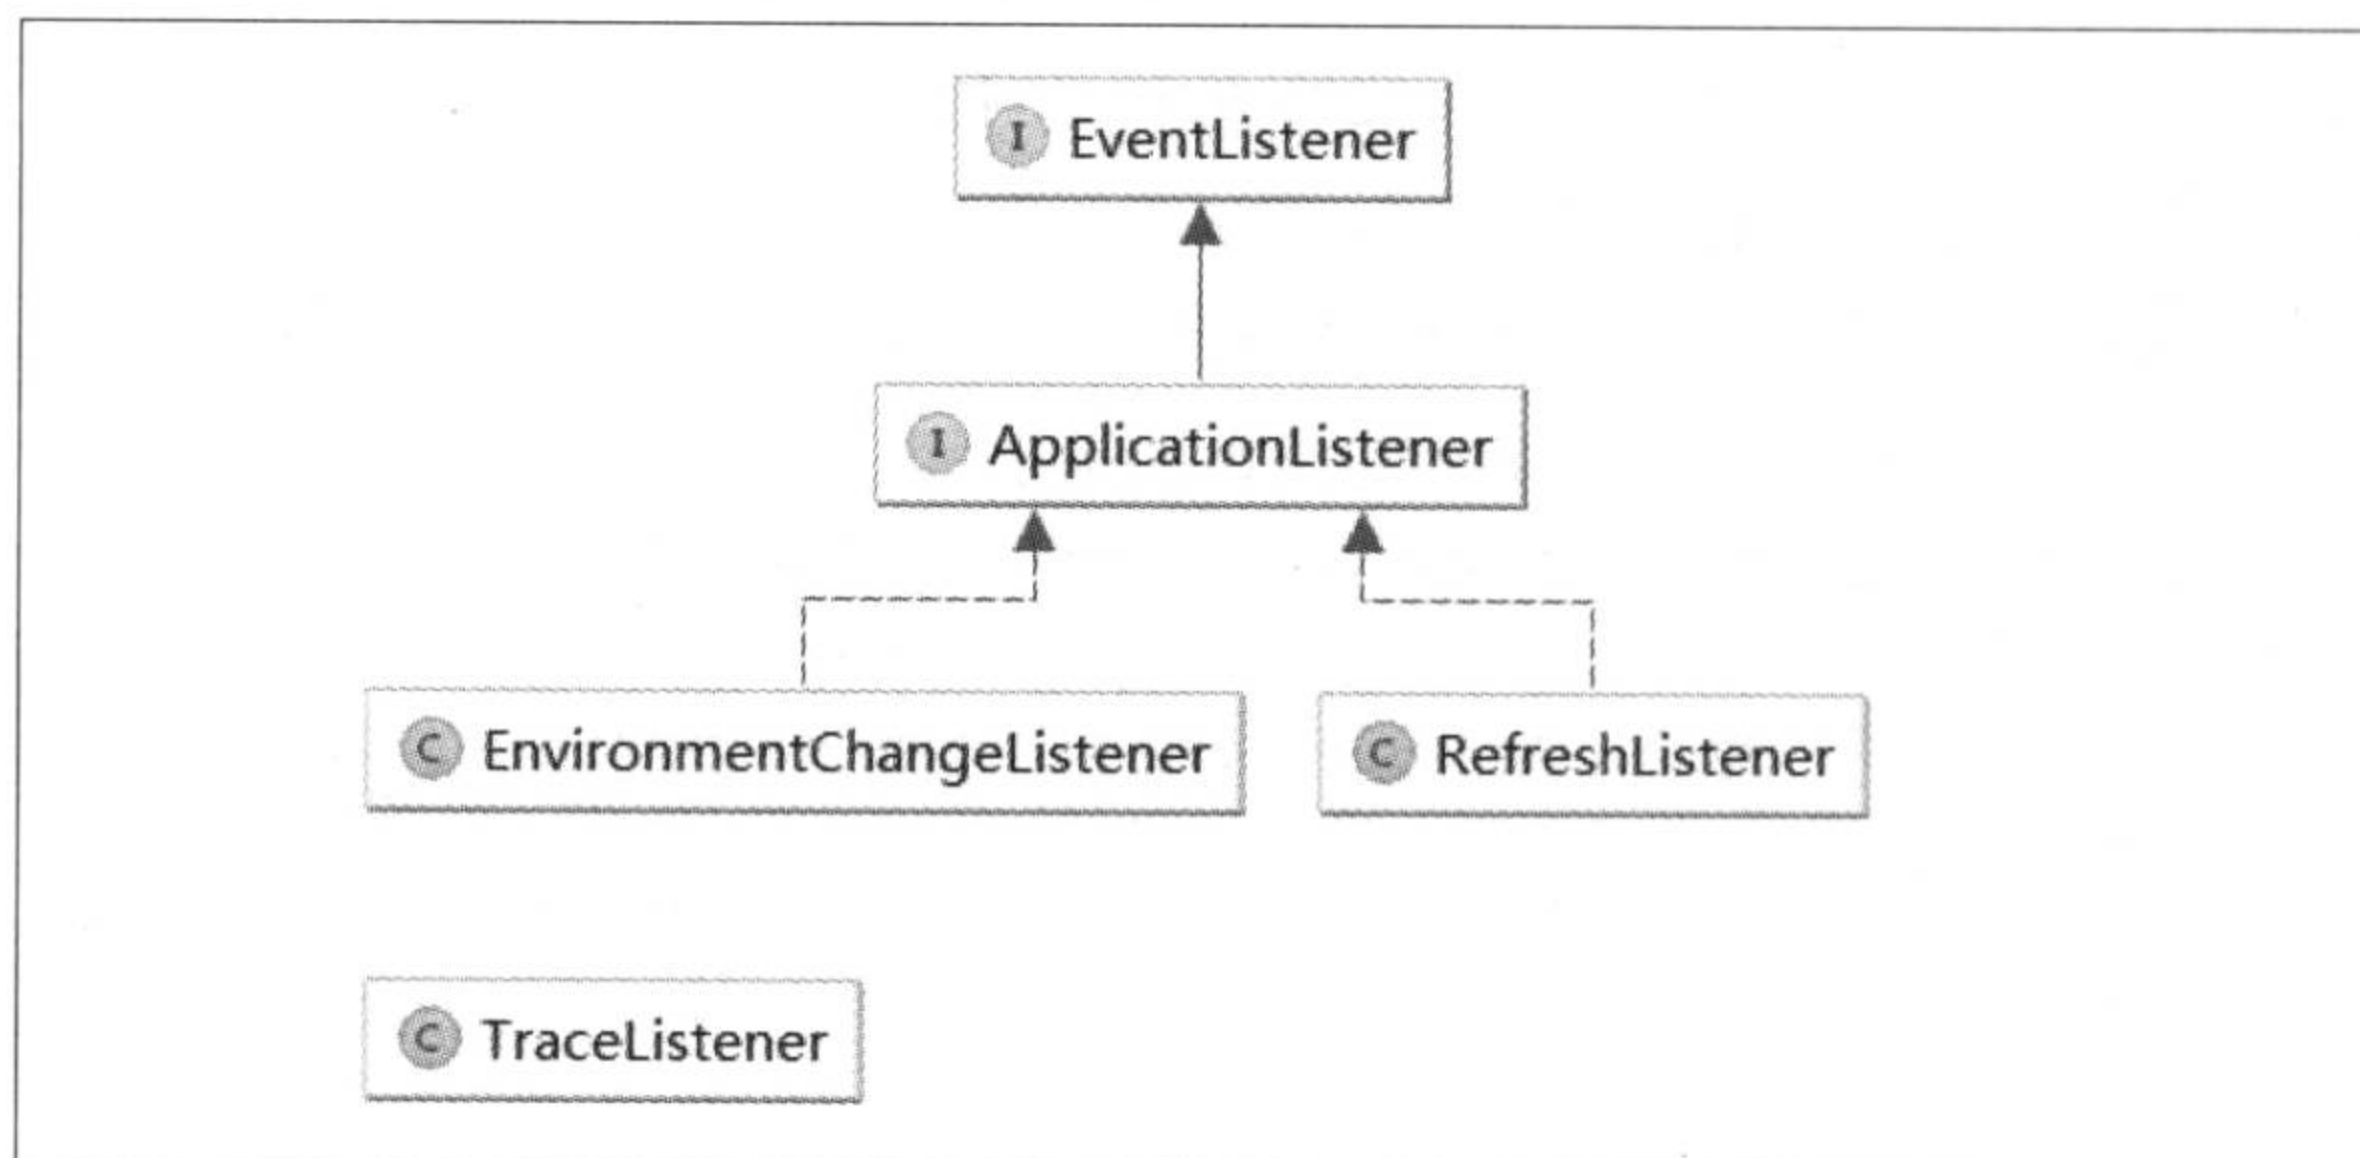 I EventListener
I ApplicationListener
C EnvironmentChangeListener
C RefreshListener
C TraceListener